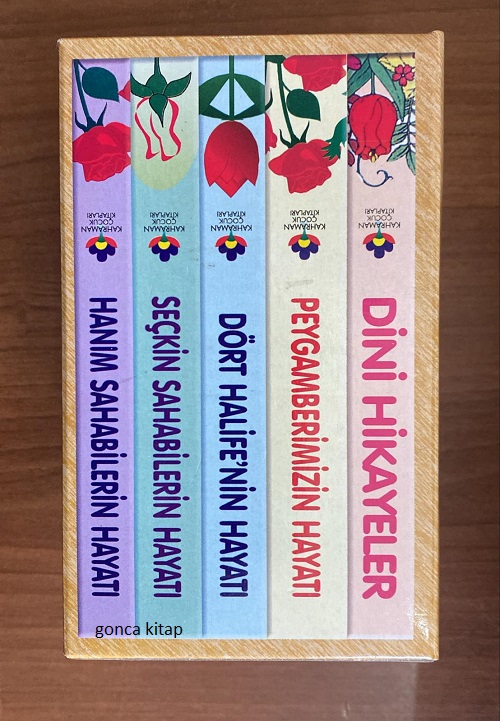 KAHRAMAN
ÇOCUK
KİTAPLARI
HANIM SAHABİLERİN HAYATI
KAHRAMAN
ÇOCUK
KİTAPLARI
SEÇKİN SAHABİLERİN HAYATI
KAHRAMAN
ÇOCUK
KİTAPLARI
DÖRT HALİFE'NİN HAYATI
KAHRAMAN
ÇOCUK
KİTAPLARI
PEYGAMBERİMİZİN HAYATI
KAHRAMAN
ÇOCUK
KİTAPLARI
DİNİ HİKAYELER
gonca kitap